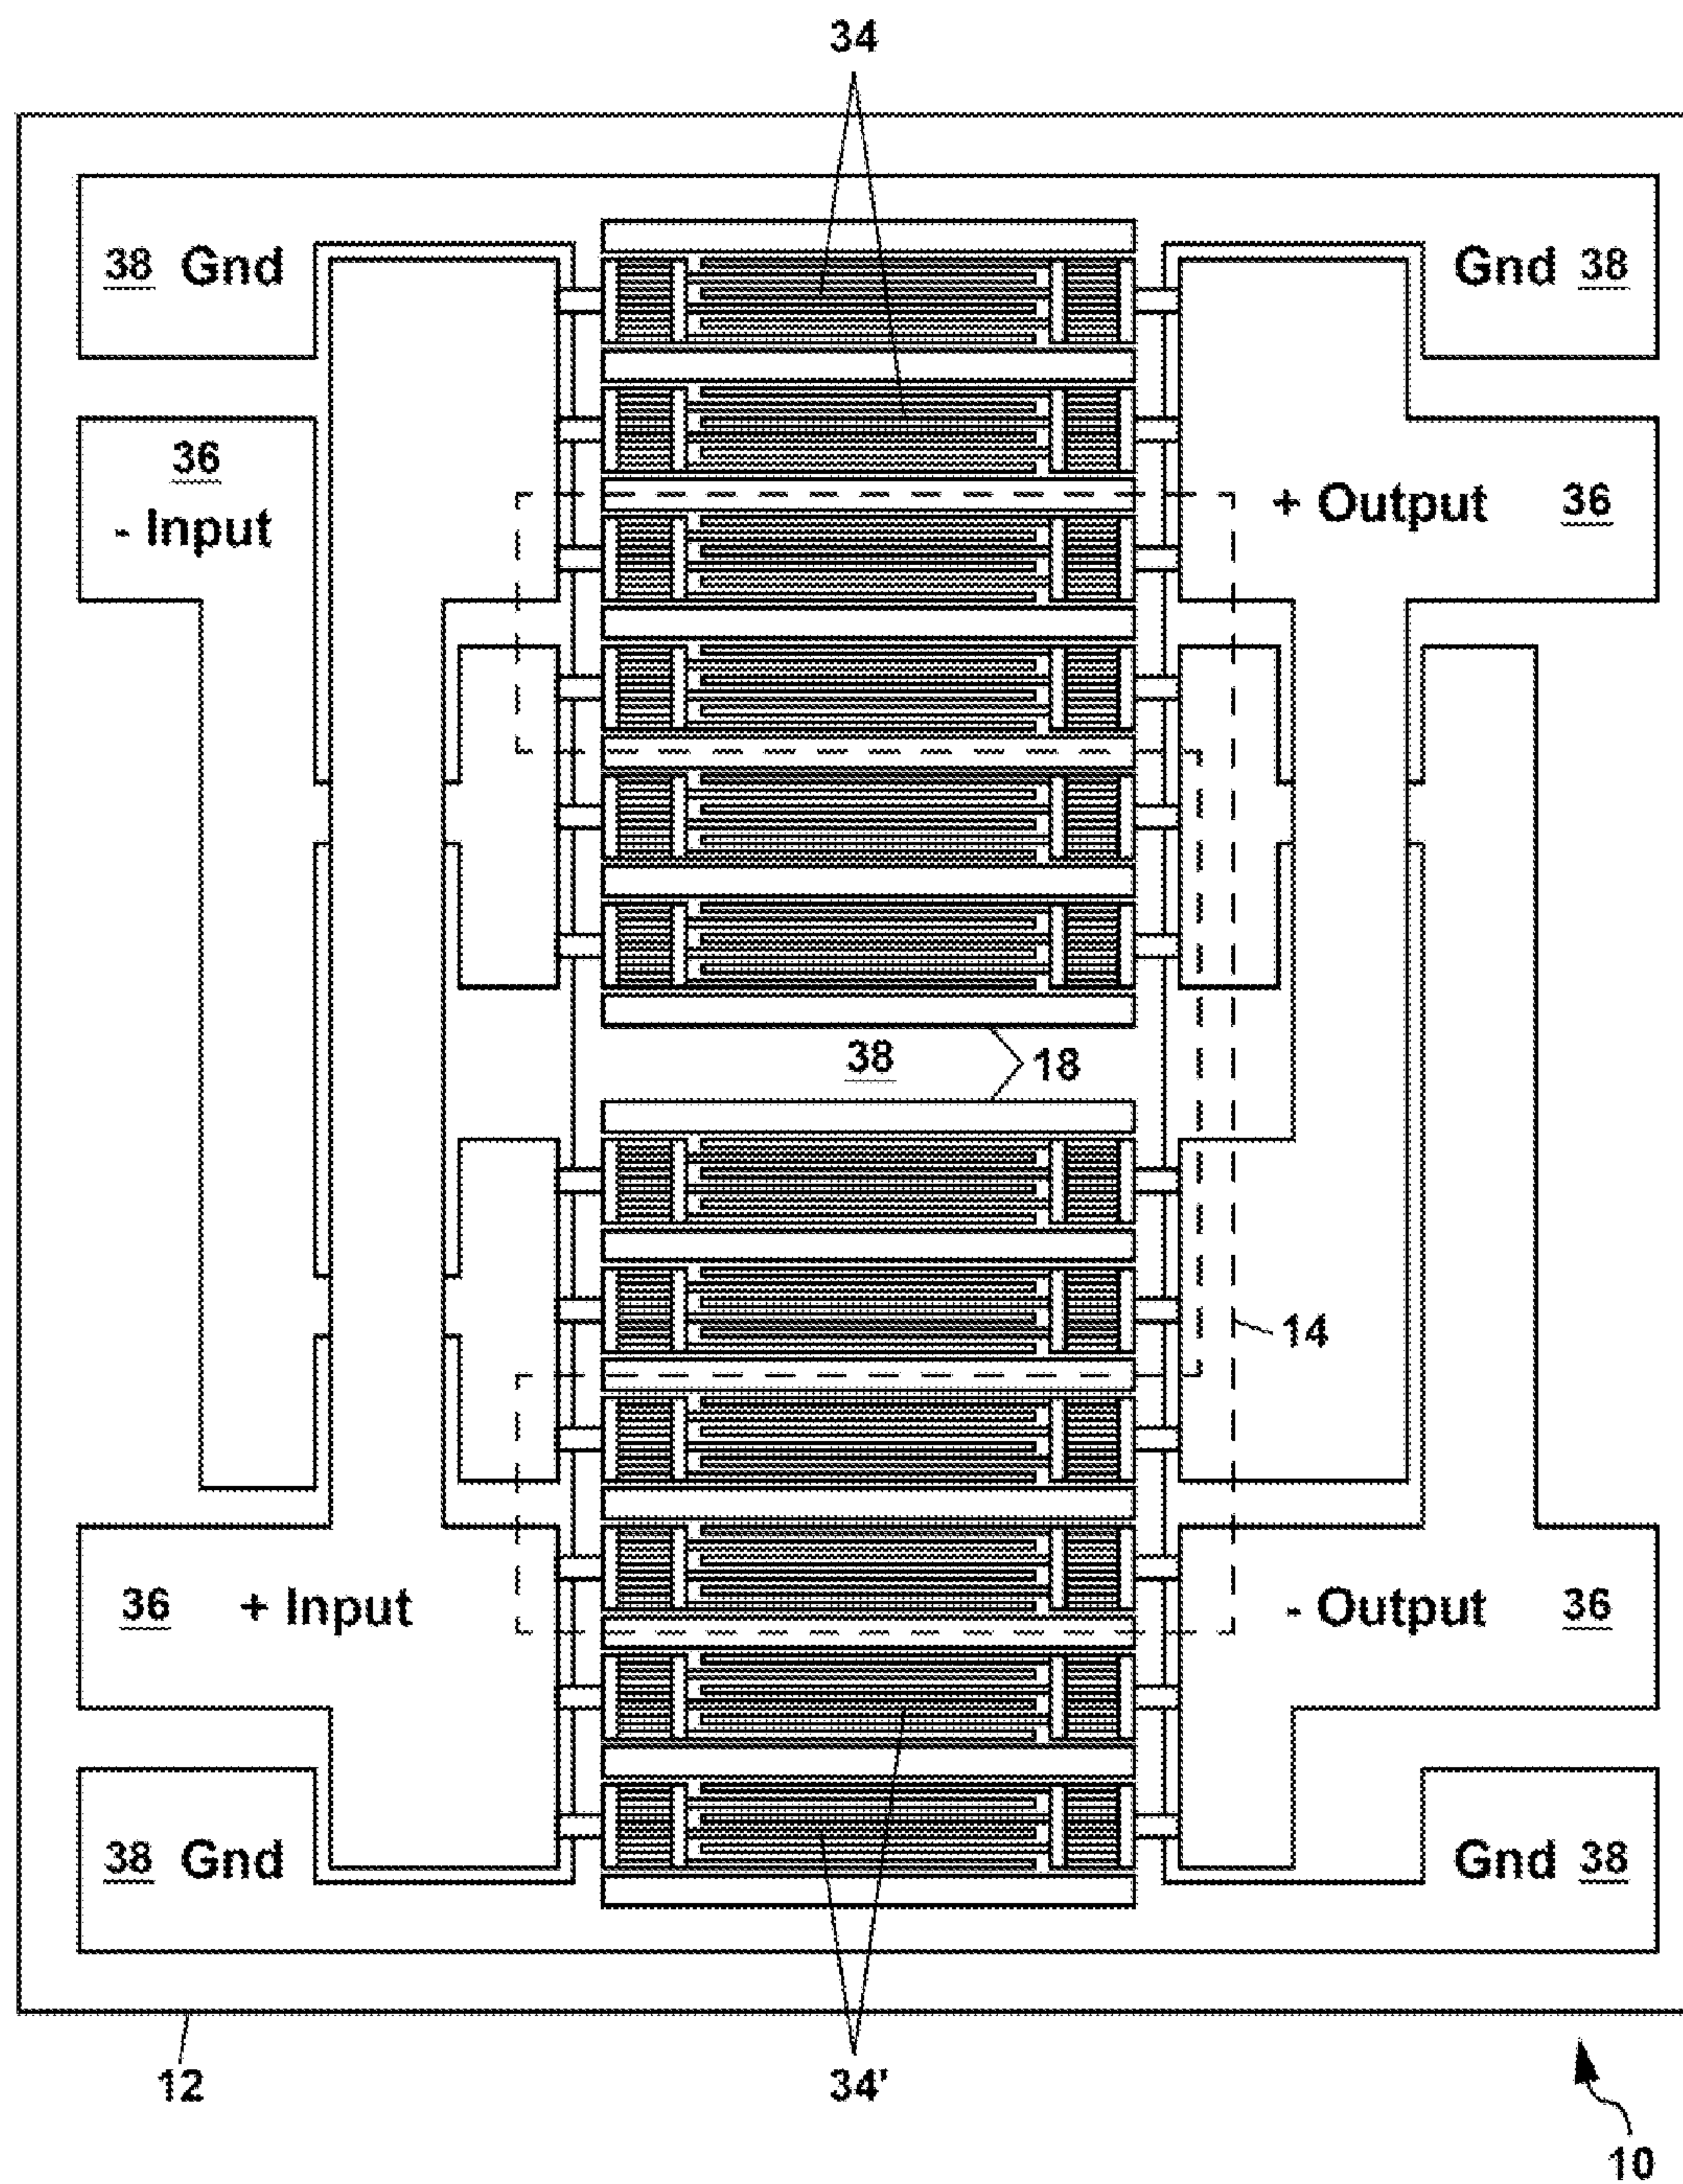 34
38 Gnd
Gnd 38
36
- Input
+ Output 36
38
18
14
36 + Input
- Output 36
38 Gnd
Gnd 38
12
34'
10